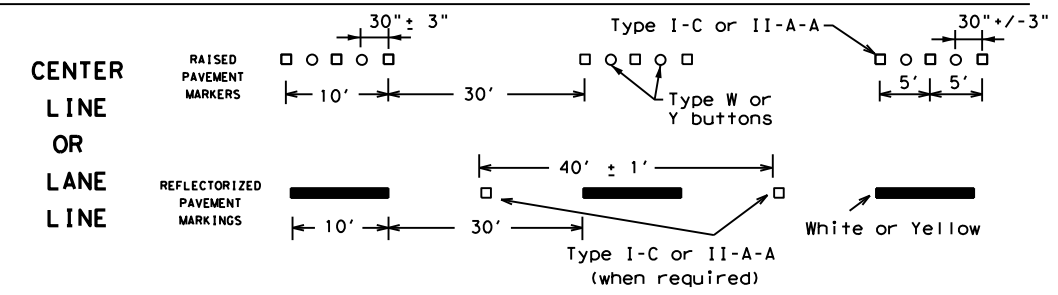 CENTER
LINE
OR
LANE
LINE
RAISED
PAVEMENT
MARKERS
30"± 3"
10'
30'
Type I-C or II-A-A
Type W or
Y buttons
30"+/-3"
5'
5'
REFLECTORIZED
PAVEMENT
MARKINGS
40' ± 1'
10'
30'
Type I-C or II-A-A
(when required)
White or Yellow